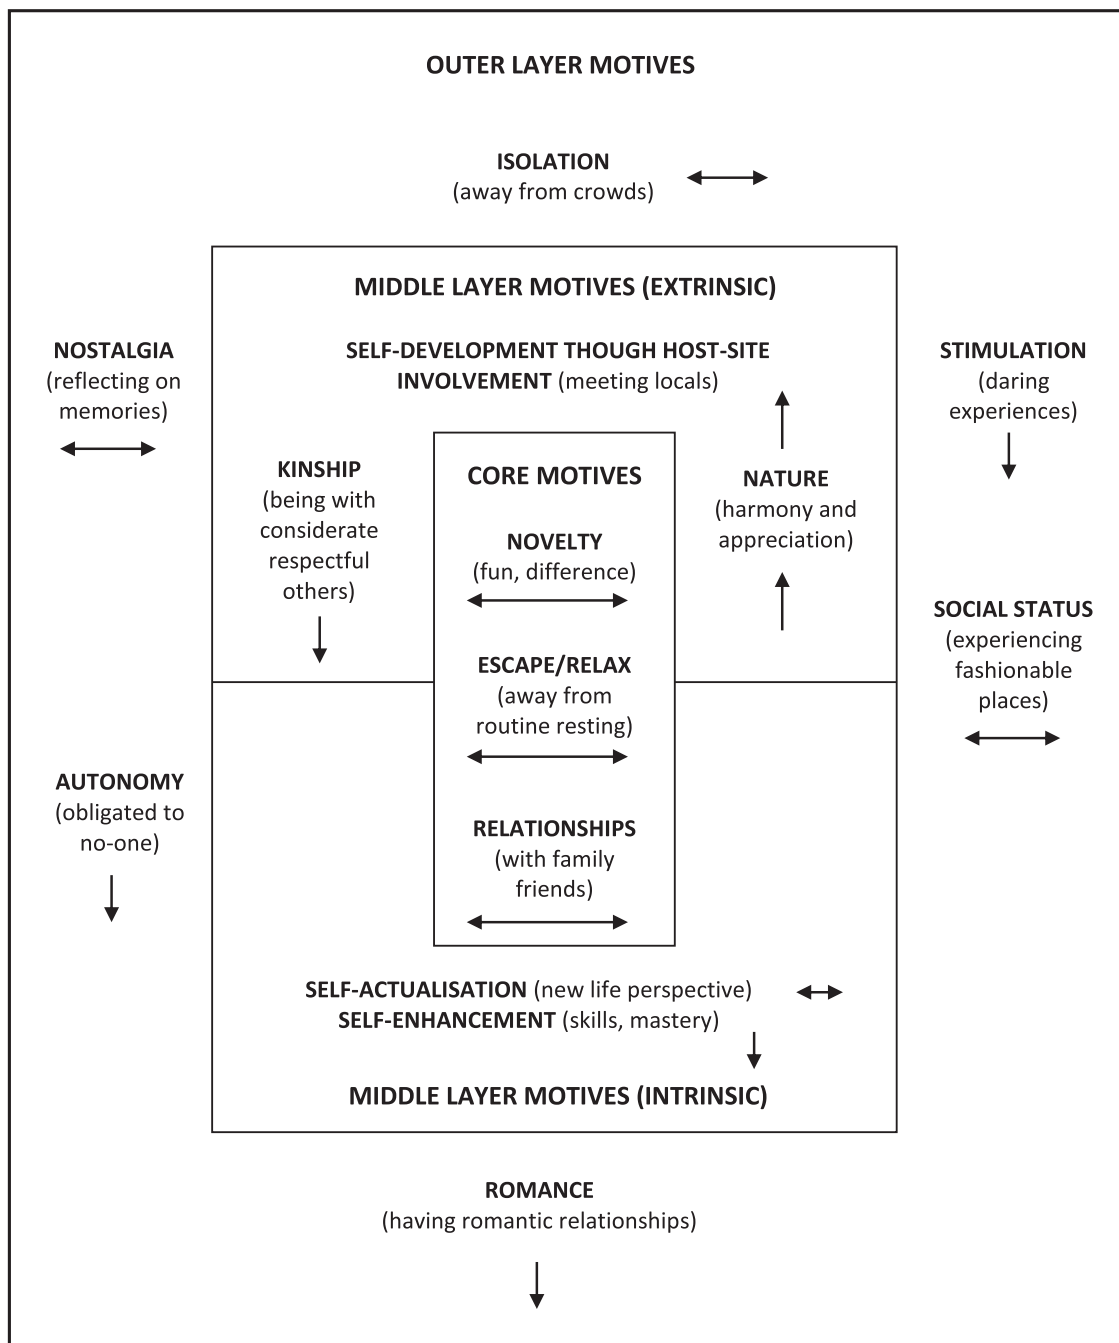 OUTER LAYER MOTIVES
ISOLATION
(away from crowds)
MIDDLE LAYER MOTIVES (EXTRINSIC)
NOSTALGIA
(reflecting on
memories)
SELF-DEVELOPMENT THOUGH HOST-SITE
INVOLVEMENT (meeting locals)
STIMULATION
(daring
experiences)
KINSHIP
(being with
considerate
respectful
others)
CORE MOTIVES
NOVELTY
(fun, difference)
NATURE
(harmony and
appreciation)
ESCAPE/RELAX
(away from
routine resting)
SOCIAL STATUS
(experiencing
fashionable
places)
AUTONOMY
(obligated to
no-one)
RELATIONSHIPS
(with family
friends)
SELF-ACTUALISATION (new life perspective)
SELF-ENHANCEMENT (skills, mastery)
MIDDLE LAYER MOTIVES (INTRINSIC)
ROMANCE
(having romantic relationships)